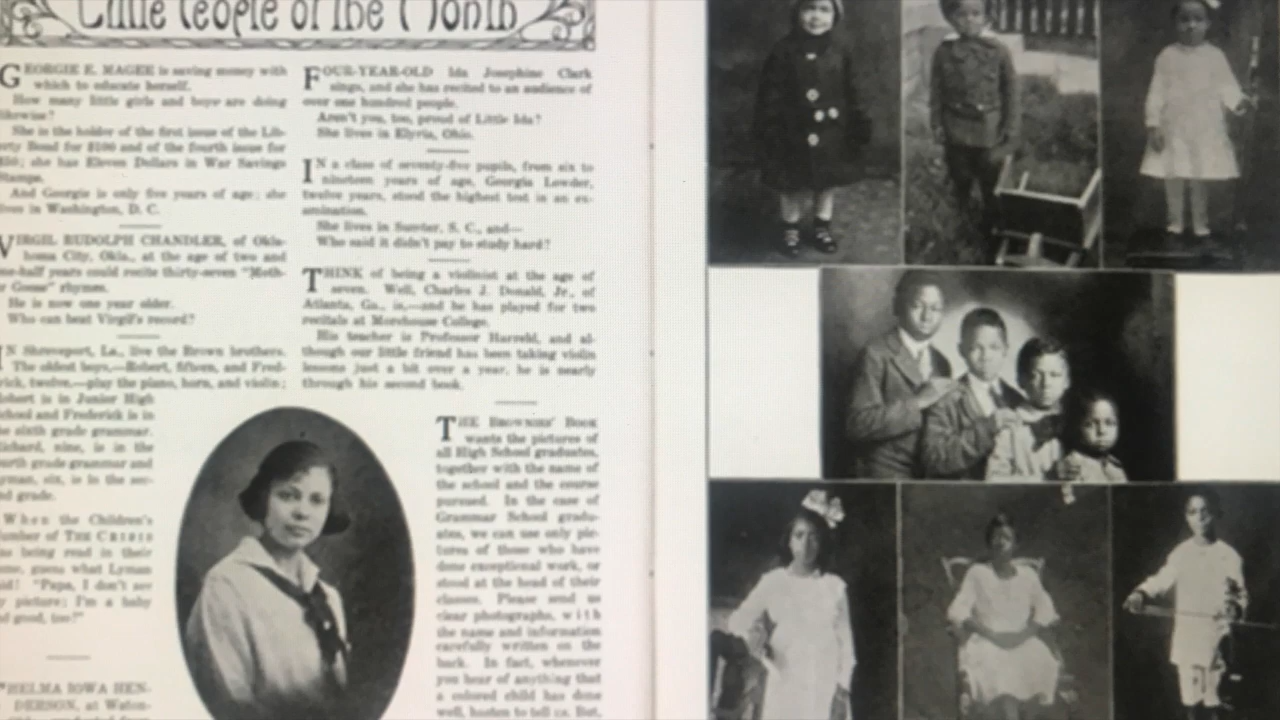 Little People of the Month
GEORGIE E. MAGEE is saving money with
which to educate herself.
How many little girls and boys are doing
likewise?
She is the holder of the first issue of the Lib-
erty Bond for $100 and of the fourth issue for
$50; she has Eleven Dollars in War Savings
Stamps.
And Georgie is only five years of age; she
lives in Washington, D. C.
VIRGIL RUDOLPH CHANDLER, of Okla-
homa City, Okla., at the age of two and
one-half years could recite thirty-seven "Moth-
er Goose" rhymes.
He is now one year older.
Who can beat Virgil's record?
IN Shreveport, La., live the Brown brothers.
The oldest boys,—Robert, fifteen, and Fred-
rick, twelve,—play the piano, horn, and violin;
Robert is in Junior High
School and Frederick is in
the sixth grade grammar.
Richard, nine, is in the
fourth grade grammar and
Lyman, six, is in the sec-
ond grade.
When the Children's
Number of THE CRISIS
was being read in their
home, guess what Lyman
said! "Papa, I don't see
my picture; I'm a baby
and good, too!"
THELMA IOWA HEN-
DERSON, at
FOUR-YEAR-OLD Ida Josephine Clark
sings, and she has recited to an audience of
over one hundred people.
Aren't you, too, proud of Little Ida?
She lives in Elyria, Ohio.
IN a class of seventy-five pupils, from six to
nineteen years of age, Georgia Lowder,
twelve years, stood the highest test in an ex-
amination.
She lives in Sumter, S. C., and—
Who said it didn't pay to study hard?
THINK of being a violinist at the age of
seven. Well, Charles J. Donald, Jr., of
Atlanta, Ga., is,—and he has played for two
recitals at Morehouse College.
His teacher is Professor Harreld, and al-
though our little friend has been taking violin
lessons just a bit over a year, he is nearly
through his second book.
THE BROWNIES' BOOK
wants the pictures of
all High School graduates,
together with the name of
the school and the course
pursued. In the case of
Grammar School gradu-
ates, we can use only pic-
tures of those who have
done exceptional work, or
stood at the head of their
classes. Please send us
clear photographs, with
the name and information
carefully written on the
back. In fact, whenever
you hear of anything that
a colored child has done
well, hasten to tell us. But,